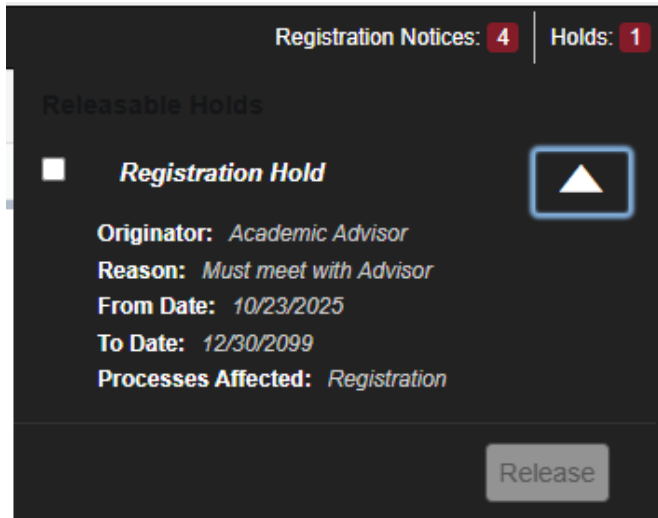 Registration Notices: 4 Holds: 1
Releasable Holds
Registration Hold
Originator: Academic Advisor
Reason: Must meet with Advisor
From Date: 10/23/2025
To Date: 12/30/2099
Processes Affected: Registration
Release